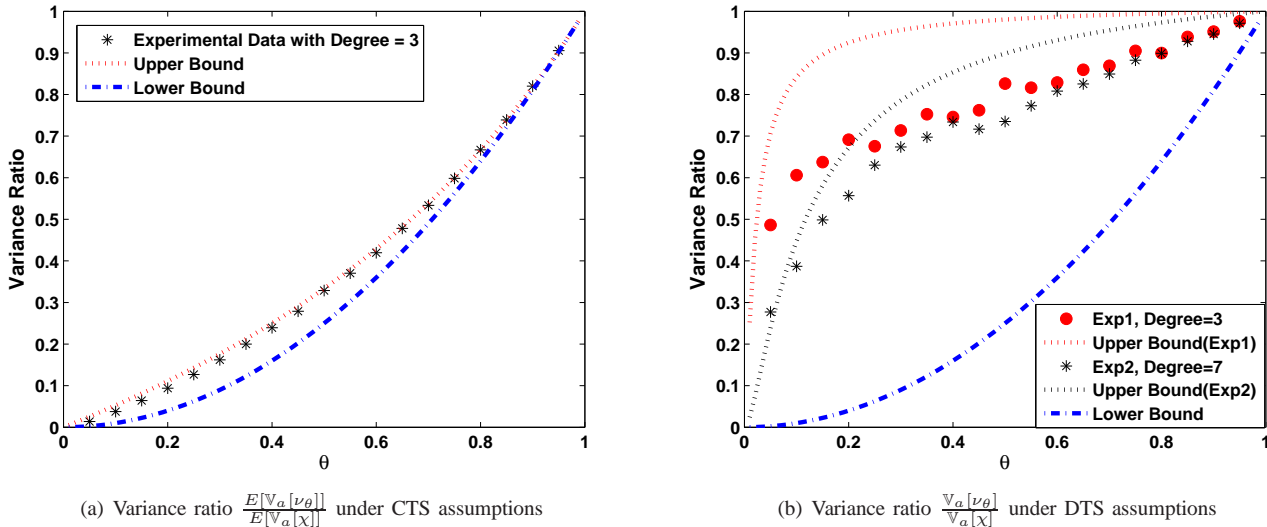 1
0.9
0.8
0.7
0.6
0.5
0.4
0.3
0.2
0.1
0
Variance Ratio
Experimental Data with Degree = 3
Upper Bound
Lower Bound
0 0.2 0.4 0.6 0.8 1
θ
(a) Variance ratio E[𝕍a[νθ]] / E[𝕍a[χ]] under CTS assumptions
1
0.9
0.8
0.7
0.6
0.5
0.4
0.3
0.2
0.1
0
Variance Ratio
Exp1, Degree=3
Upper Bound(Exp1)
Exp2, Degree=7
Upper Bound(Exp2)
Lower Bound
0 0.2 0.4 0.6 0.8 1
θ
(b) Variance ratio 𝕍a[νθ] / 𝕍a[χ] under DTS assumptions